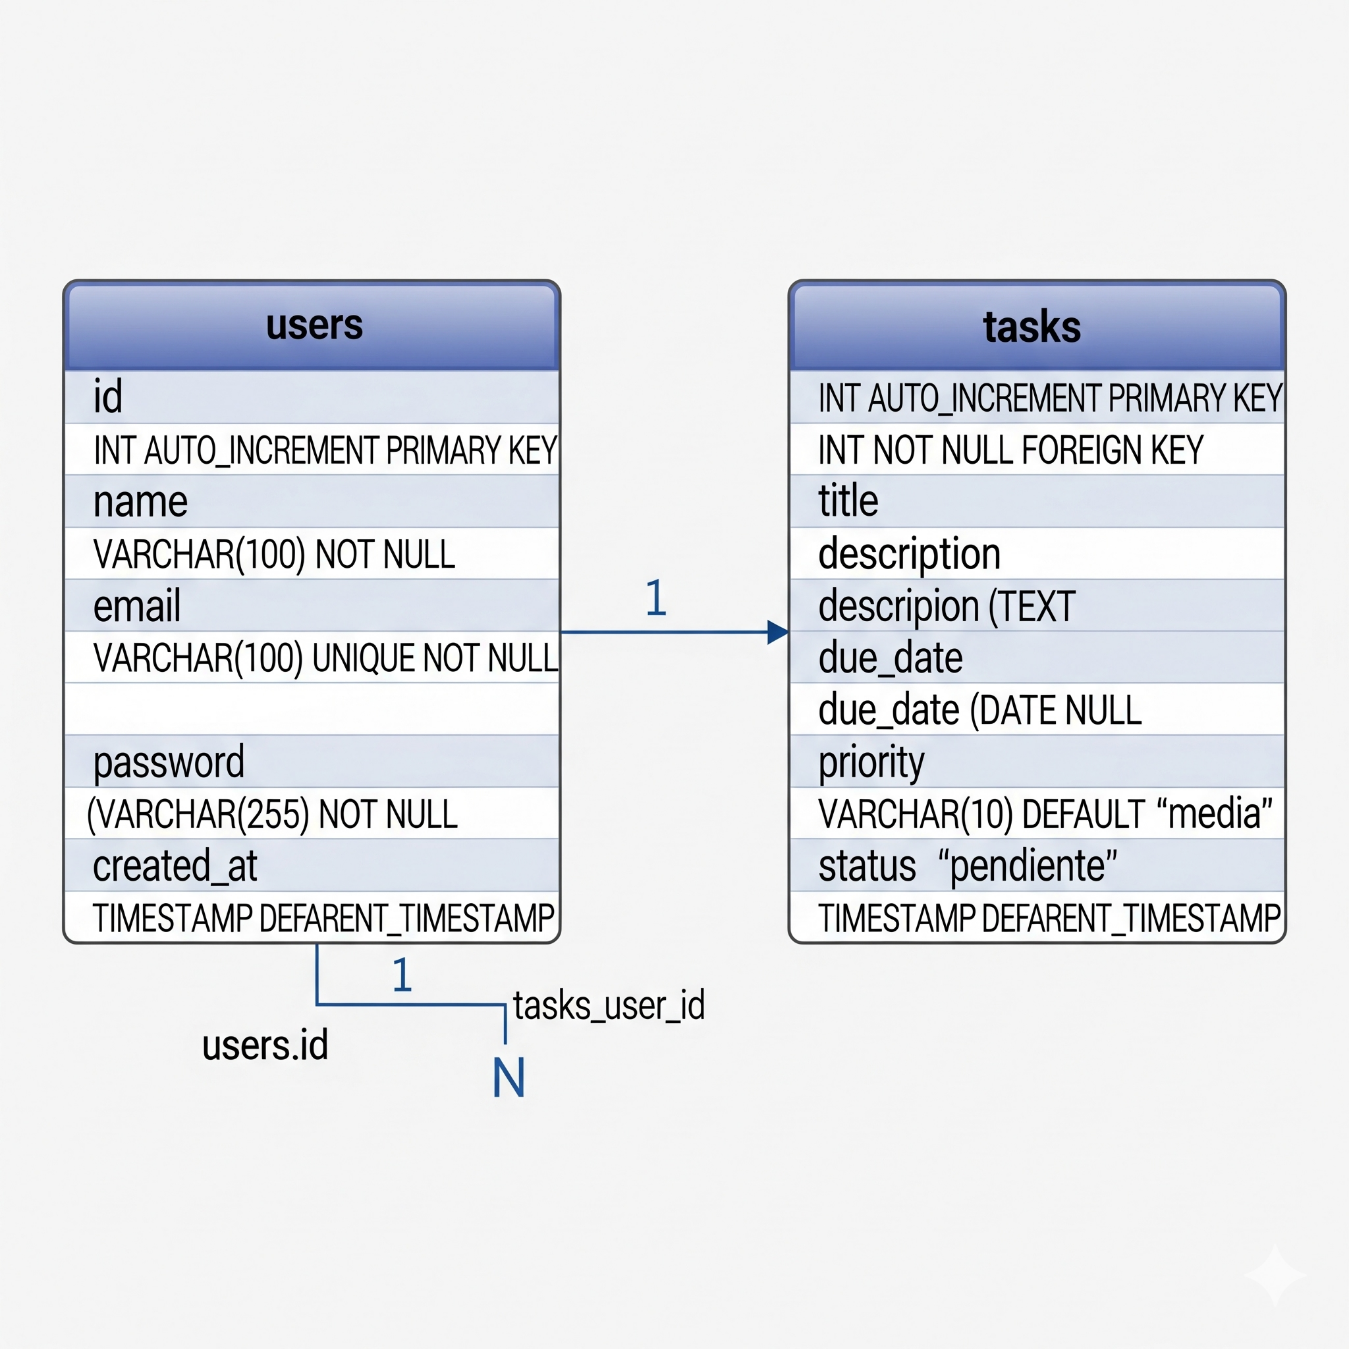 users
id
INT AUTO_INCREMENT PRIMARY KEY
name
VARCHAR(100) NOT NULL
email
VARCHAR(100) UNIQUE NOT NULL
password
(VARCHAR(255) NOT NULL
created_at
TIMESTAMP DEFARENT_TIMESTAMP
1
tasks
INT AUTO_INCREMENT PRIMARY KEY
INT NOT NULL FOREIGN KEY
title
description
descripion (TEXT
due_date
due_date (DATE NULL
priority
VARCHAR(10) DEFAULT “media”
status “pendiente”
TIMESTAMP DEFARENT_TIMESTAMP
1
tasks_user_id
users.id
N